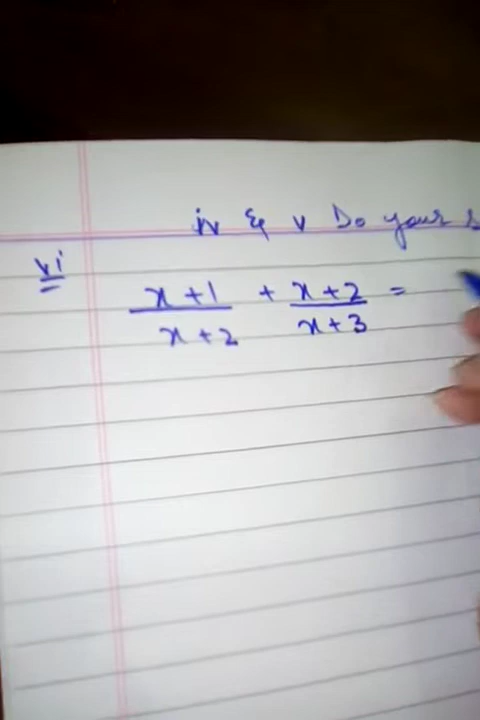 iv & v Do your
vi x+1/x+2 + x+2/x+3 =